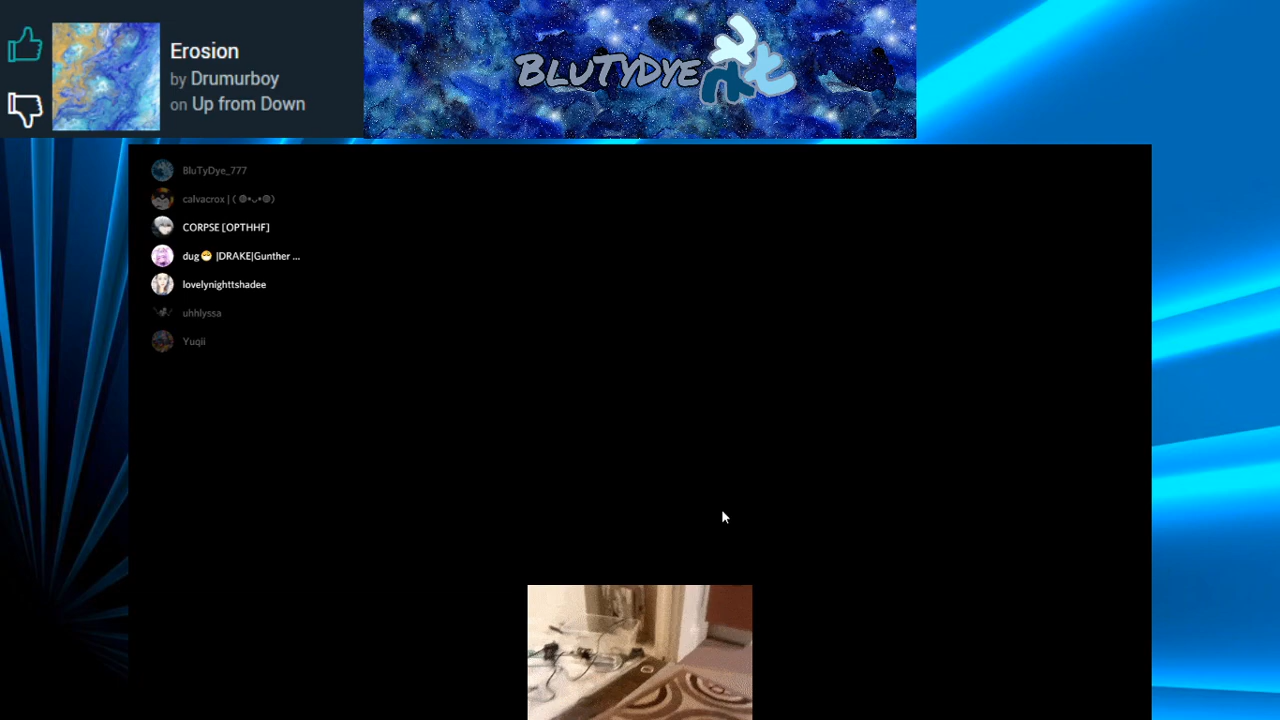 Erosion
by Drumurboy
on Up from Down
BLUTYDYE
BluTyDye_777
calvacrox | ( ◍•ᴗ•◍)
CORPSE [OPTHHF]
dug😷 |DRAKE|Gunther ...
lovelynighttshadee
uhhlyssa
Yuqii